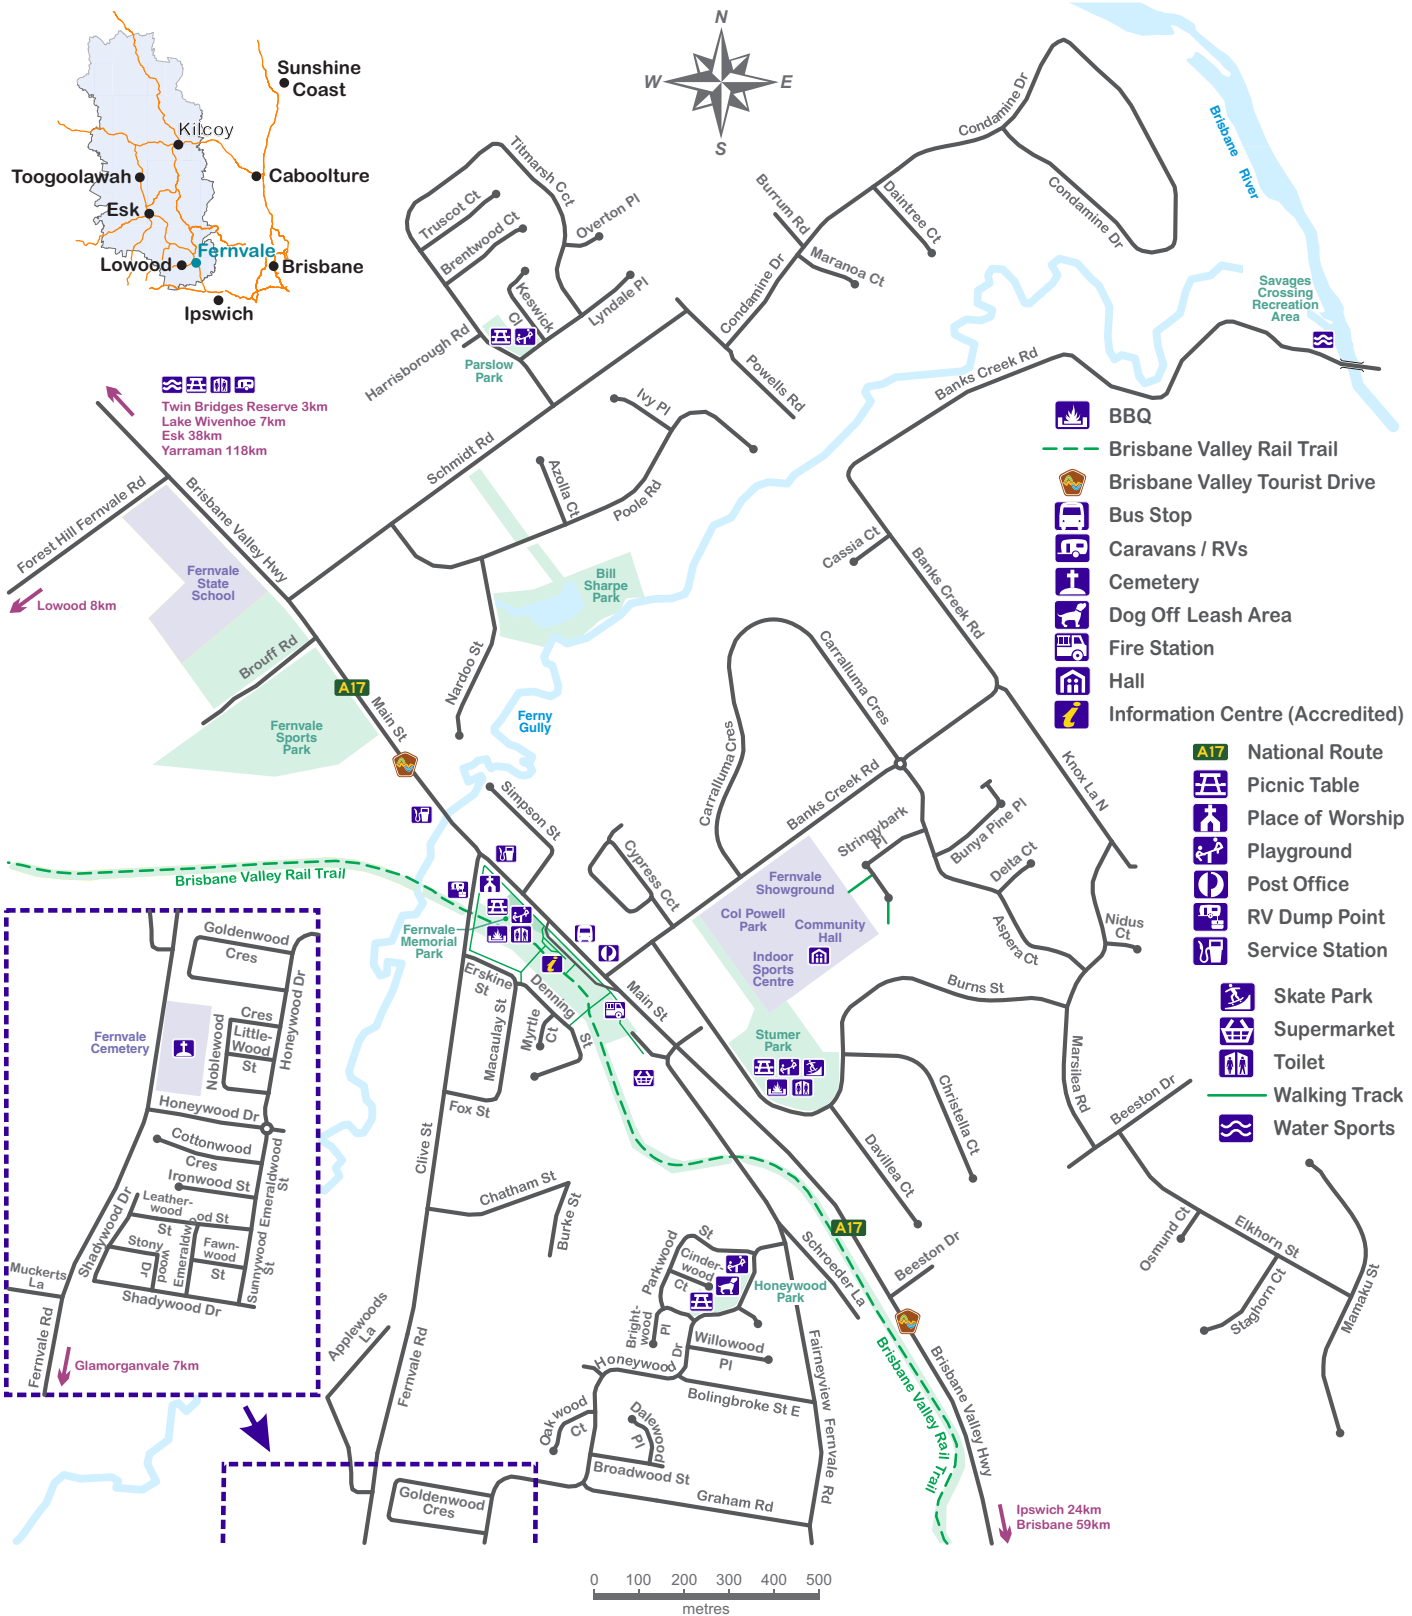 N
W
E
S
Sunshine
Coast
Kilcoy
Toogoolawah
Caboolture
Esk
Fernvale
Lowood
Brisbane
Ipswich
Titmarsh Cct
Truscot Ct
Overton Pl
Brentwood Ct
Keswick
Cl
Lyndale Pl
Harrisborough Rd
Parslow
Park
Condamine Dr
Condamine Dr
Burrum Rd
Daintree Ct
Maranoa Ct
Condamine Dr
Powells Rd
Brisbane River
Savages
Crossing
Recreation
Area
Banks Creek Rd
Twin Bridges Reserve 3km
Lake Wivenhoe 7km
Esk 38km
Yarraman 118km
Forest Hill Fernvale Rd
Brisbane Valley Hwy
Lowood 8km
Fernvale
State
School
Schmidt Rd
Ivy Pl
Azolla Ct
Poole Rd
Bill
Sharpe
Park
Brouff Rd
A17
Main St
Fernvale
Sports
Park
Nardoo St
Ferny
Gully
Cassia Ct
Banks Creek Rd
Carralluma Cres
Carralluma Cres
Banks Creek Rd
Knox La N
Stringybark
Pl
Bunya Pine Pl
Delta Ct
Aspera Ct
Nidus
Ct
Simpson St
Cypress Cct
Brisbane Valley Rail Trail
Fernvale
Memorial
Park
Fernvale
Showground
Col Powell
Park
Community
Hall
Indoor
Sports
Centre
Erskine
St
Denning
St
Main St
Macaulay St
Myrtle
Ct
Fox St
Clive St
Stumer
Park
Burns St
Marsilea Rd
Christella Ct
Davillea Ct
Beeston Dr
Chatham St
Burke St
Osmund Ct
Elkhorn St
Staghorn Ct
Mamaku St
A17
Schroeder La
Beeston Dr
Parkwood
St
Cinder-
wood
Ct
Honeywood
Park
Bright-
wood
Pl
Willowood
Pl
Honeywood
Dr
Bolingbroke St E
Fairneyview Fernvale Rd
Oakwood
Ct
Dalewood
Pl
Broadwood St
Graham Rd
Goldenwood
Cres
Applewoods
La
Fernvale Rd
Brisbane Valley Rail Trail
Brisbane Valley Hwy
Ipswich 24km
Brisbane 59km
Goldenwood
Cres
Honeywood Dr
Fernvale
Cemetery
Noblewood
Cres
Little-
Wood
St
Honeywood Dr
Cottonwood
Cres
Ironwood St
Leather-
wood
St
Emeraldwood St
Stony
wood
Dr
Fawn-
wood
St
Sunnywood
St
Emeraldwood
St
Shadywood Dr
Shadywood Dr
Muckerts
La
Fernvale Rd
Glamorganvale 7km
BBQ
Brisbane Valley Rail Trail
Brisbane Valley Tourist Drive
Bus Stop
Caravans / RVs
Cemetery
Dog Off Leash Area
Fire Station
Hall
Information Centre (Accredited)
A17 National Route
Picnic Table
Place of Worship
Playground
Post Office
RV Dump Point
Service Station
Skate Park
Supermarket
Toilet
Walking Track
Water Sports
0 100 200 300 400 500
metres